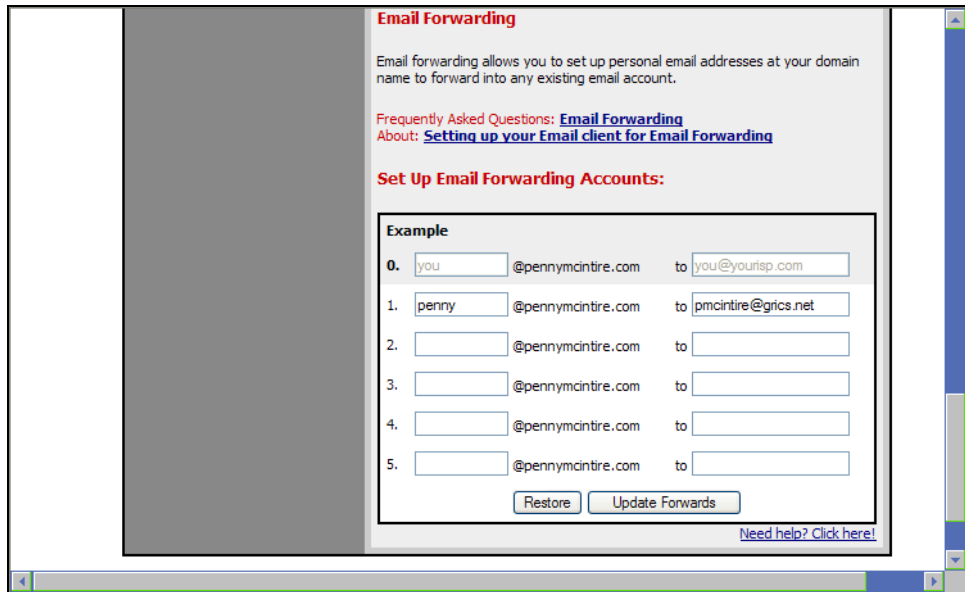 Email Forwarding
Email forwarding allows you to set up personal email addresses at your domain
name to forward into any existing email account.
Frequently Asked Questions: Email Forwarding
About: Setting up your Email client for Email Forwarding
Set Up Email Forwarding Accounts:
Example
0. you @pennymcintire.com to you@yourisp.com
1. penny @pennymcintire.com to pmcintire@grics.net
2. @pennymcintire.com to
3. @pennymcintire.com to
4. @pennymcintire.com to
5. @pennymcintire.com to
Restore Update Forwards
Need help? Click here!